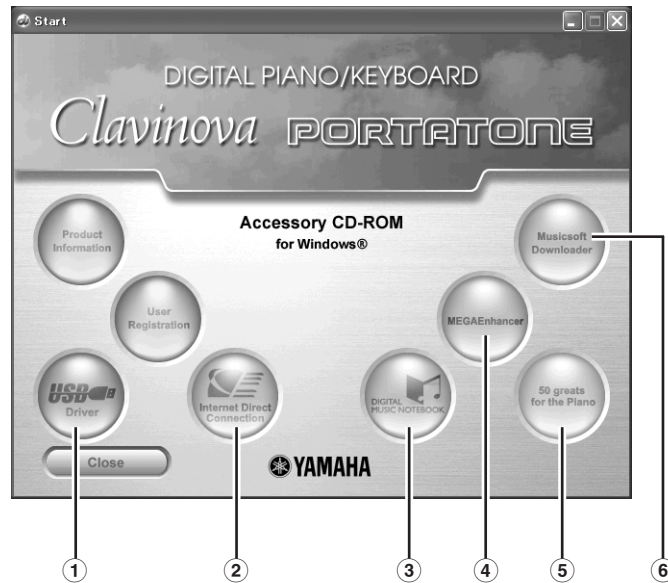 Start
DIGITAL PIANO/KEYBOARD
Clavinova PORTATONE
Accessory CD-ROM
for Windows®
Product
Information
Musicsoft
Downloader
User
Registration
MEGAEnhancer
USB
Driver
Internet Direct
Connection
DIGITAL
MUSIC NOTEBOOK
50 greats
for the Piano
Close
YAMAHA
① ② ③ ④ ⑤ ⑥